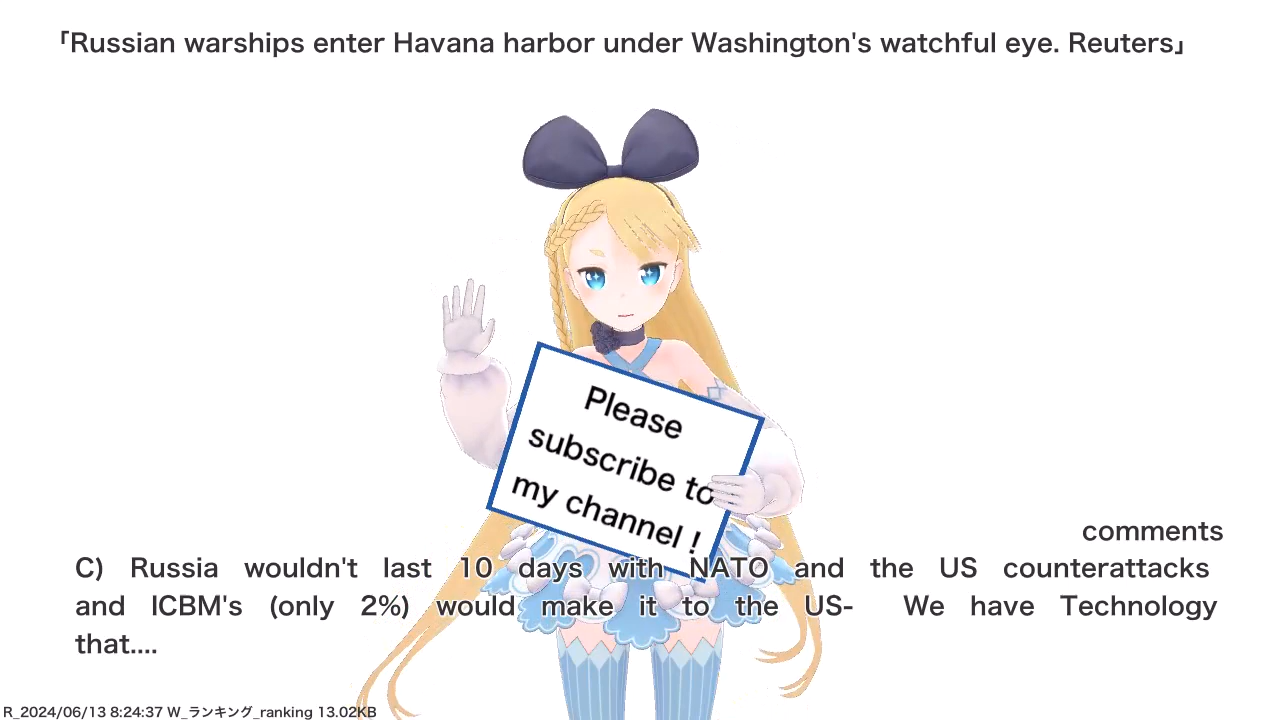 「Russian warships enter Havana harbor under Washington's watchful eye. Reuters」
Please
subscribe to
my channel !
comments
C) Russia wouldn't last 10 days with NATO and the US counterattacks
and ICBM's (only 2%) would make it to the US- We have Technology
that....
R_2024/06/13 8:24:37 W_ランキング_ranking 13.02KB